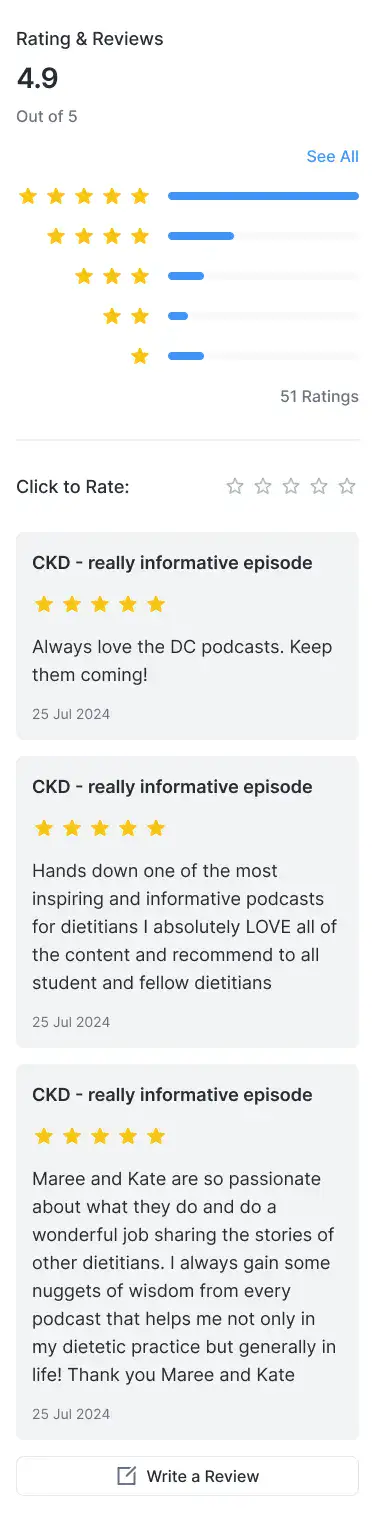 Rating & Reviews
4.9
Out of 5
See All
51 Ratings
Click to Rate:
CKD - really informative episode
Always love the DC podcasts. Keep
them coming!
25 Jul 2024
CKD - really informative episode
Hands down one of the most
inspiring and informative podcasts
for dietitians I absolutely LOVE all of
the content and recommend to all
student and fellow dietitians
25 Jul 2024
CKD - really informative episode
Maree and Kate are so passionate
about what they do and do a
wonderful job sharing the stories of
other dietitians. I always gain some
nuggets of wisdom from every
podcast that helps me not only in
my dietetic practice but generally in
life! Thank you Maree and Kate
25 Jul 2024
Write a Review